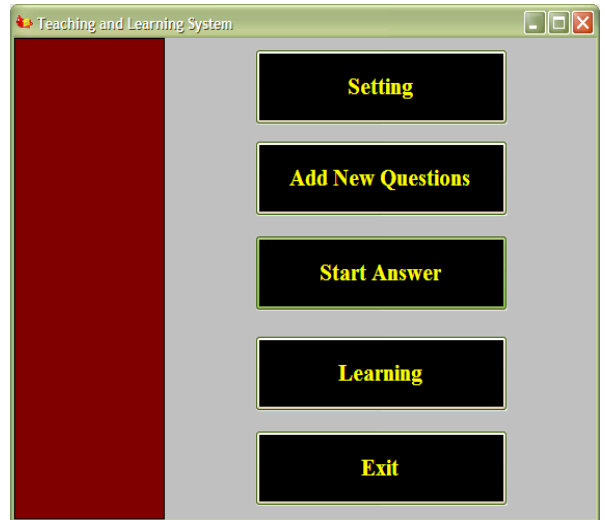 Teaching and Learning System
Setting
Add New Questions
Start Answer
Learning
Exit